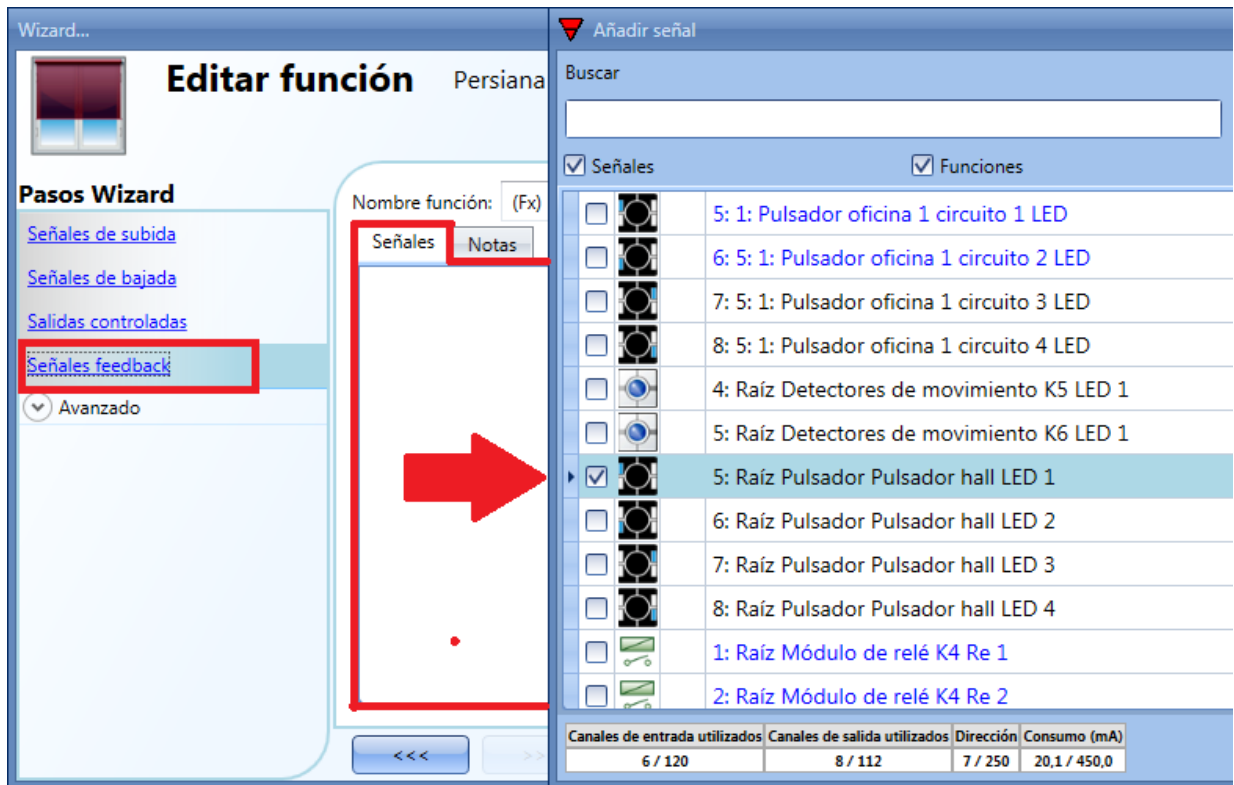 Wizard...
Editar función
Persiana
Pasos Wizard
Señales de subida
Señales de bajada
Salidas controladas
Señales feedback
Avanzado
Nombre función: (Fx)
Señales
Notas
<<<
>>
Añadir señal
Buscar
Señales
Funciones
5: 1: Pulsador oficina 1 circuito 1 LED
6: 5: 1: Pulsador oficina 1 circuito 2 LED
7: 5: 1: Pulsador oficina 1 circuito 3 LED
8: 5: 1: Pulsador oficina 1 circuito 4 LED
4: Raíz Detectores de movimiento K5 LED 1
5: Raíz Detectores de movimiento K6 LED 1
5: Raíz Pulsador Pulsador hall LED 1
6: Raíz Pulsador Pulsador hall LED 2
7: Raíz Pulsador Pulsador hall LED 3
8: Raíz Pulsador Pulsador hall LED 4
1: Raíz Módulo de relé K4 Re 1
2: Raíz Módulo de relé K4 Re 2
Canales de entrada utilizados Canales de salida utilizados Dirección Consumo (mA)
6 / 120 8 / 112 7 / 250 20,1 / 450,0